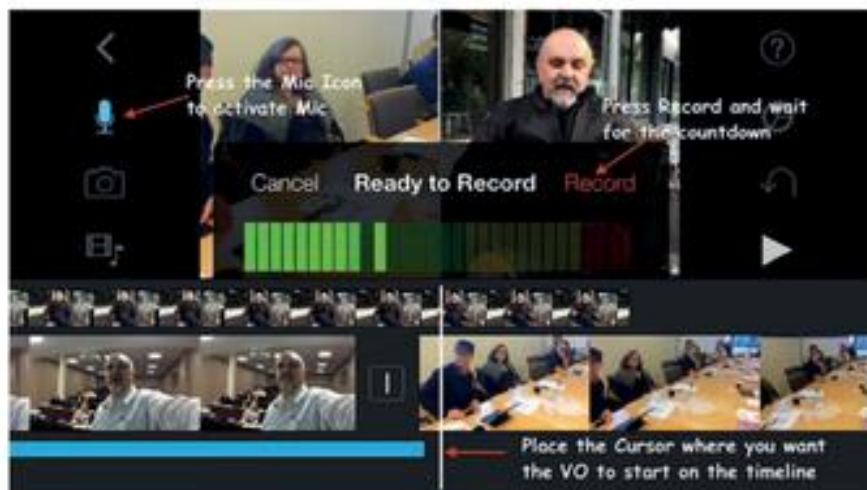 Press the Mic Icon
to activate Mic
Press Record and wait
for the countdown
Cancel Ready to Record Record
Place the Cursor where you want
the VO to start on the timeline